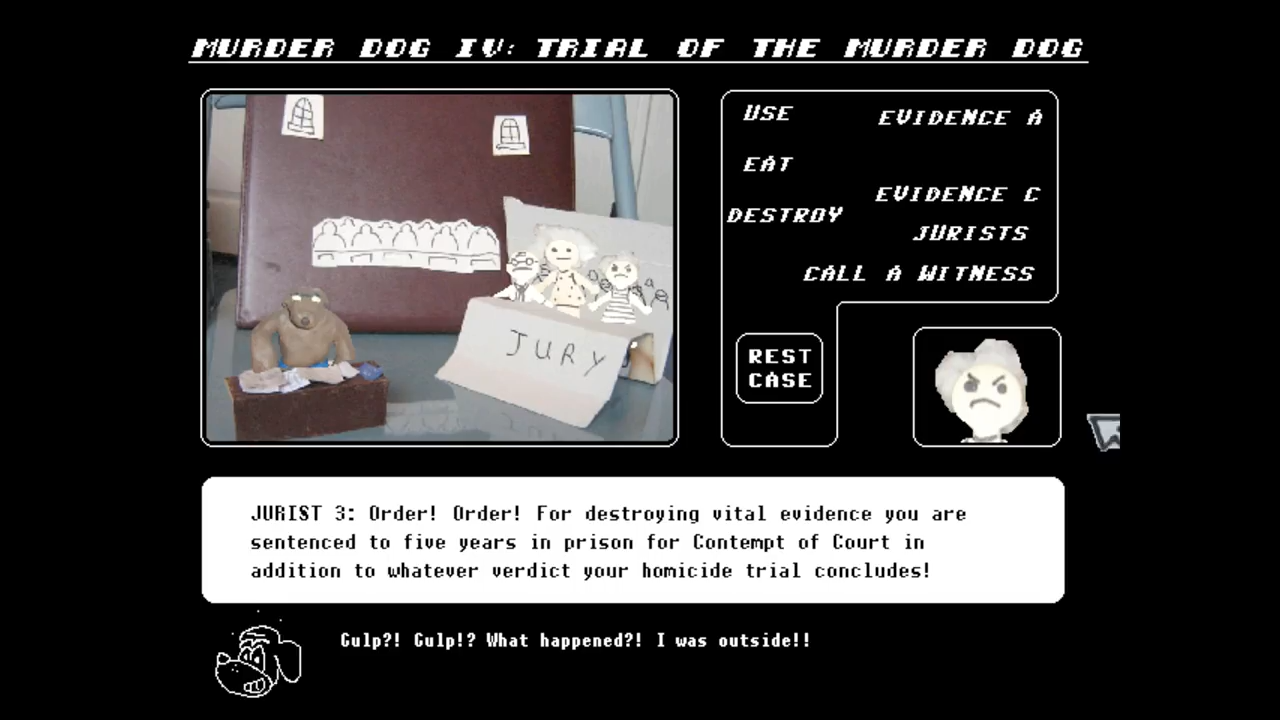 MURDER DOG IV: TRIAL OF THE MURDER DOG
USE
EVIDENCE A
EAT
EVIDENCE C
DESTROY
JURISTS
CALL A WITNESS
JURY
REST
CASE
JURIST 3: Order! Order! For destroying vital evidence you are
sentenced to five years in prison for Contempt of Court in
addition to whatever verdict your homicide trial concludes!
Gulp?! Gulp!? What happened?! I was outside!!